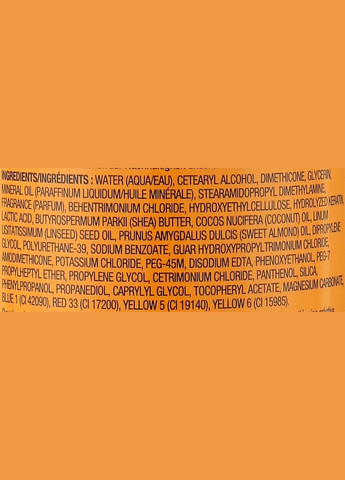 INGREDIENTS/INGRÉDIENTS : WATER (AQUA/EAU), CETEARYL ALCOHOL, DIMETHICONE, GLYCERIN,
MINERAL OIL (PARAFFINUM LIQUIDUM/HUILE MINÉRALE), STEARAMIDOPROPYL DIMETHYLAMINE,
FRAGRANCE (PARFUM), BEHENTRIMONIUM CHLORIDE, HYDROXYETHYLCELLULOSE, HYDROLYZED KERATIN,
LACTIC ACID, BUTYROSPERMUM PARKII (SHEA) BUTTER, COCOS NUCIFERA (COCONUT) OIL, LINUM
USITATISSIMUM (LINSEED) SEED OIL, PRUNUS AMYGDALUS DULCIS (SWEET ALMOND) OIL, DIPROPYLENE
GLYCOL, POLYURETHANE-39, SODIUM BENZOATE, GUAR HYDROXYPROPYLTRIMONIUM CHLORIDE,
AMODIMETHICONE, POTASSIUM CHLORIDE, PEG-45M, DISODIUM EDTA, PHENOXYETHANOL, PEG-7
PROPYLHEPTYL ETHER, PROPYLENE GLYCOL, CETRIMONIUM CHLORIDE, PANTHENOL, SILICA,
PHENYLPROPANOL, PROPANEDIOL, CAPRYLYL GLYCOL, TOCOPHERYL ACETATE, MAGNESIUM CARBONATE,
BLUE 1 (CI 42090), RED 33 (CI 17200), YELLOW 5 (CI 19140), YELLOW 6 (CI 15985).